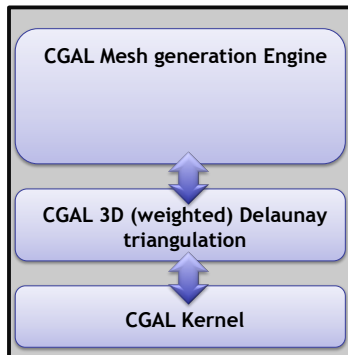 CGAL Mesh generation Engine
CGAL 3D (weighted) Delaunay
triangulation
CGAL Kernel